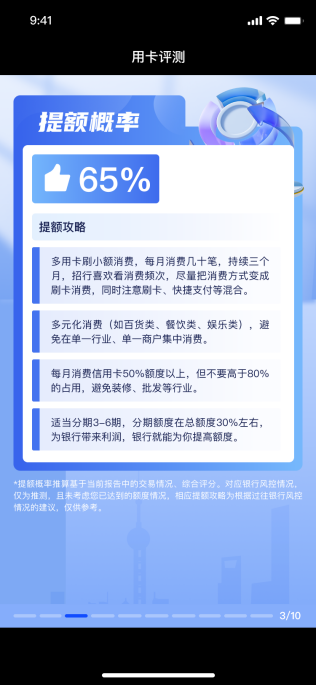 9:41
用卡评测
提额概率
65%
提额攻略
多用卡刷小额消费，每月消费几十笔，持续三个
月，招行喜欢看消费频次，尽量把消费方式变成
刷卡消费，同时注意刷卡、快捷支付等混合。
多元化消费（如百货类、餐饮类、娱乐类），避
免在单一行业、单一商户集中消费。
每月消费信用卡50%额度以上，但不要高于80%
的占用，避免装修、批发等行业。
适当分期3-6期，分期额度在总额度30%左右，
为银行带来利润，银行就能为你提高额度。
*提额概率推算基于当前报告中的交易情况、综合评分。对应银行风控情况，
仅为推测，且未考虑您已达到的额度情况，相应提额攻略为根据过往银行风控
情况的建议，仅供参考。
3/10